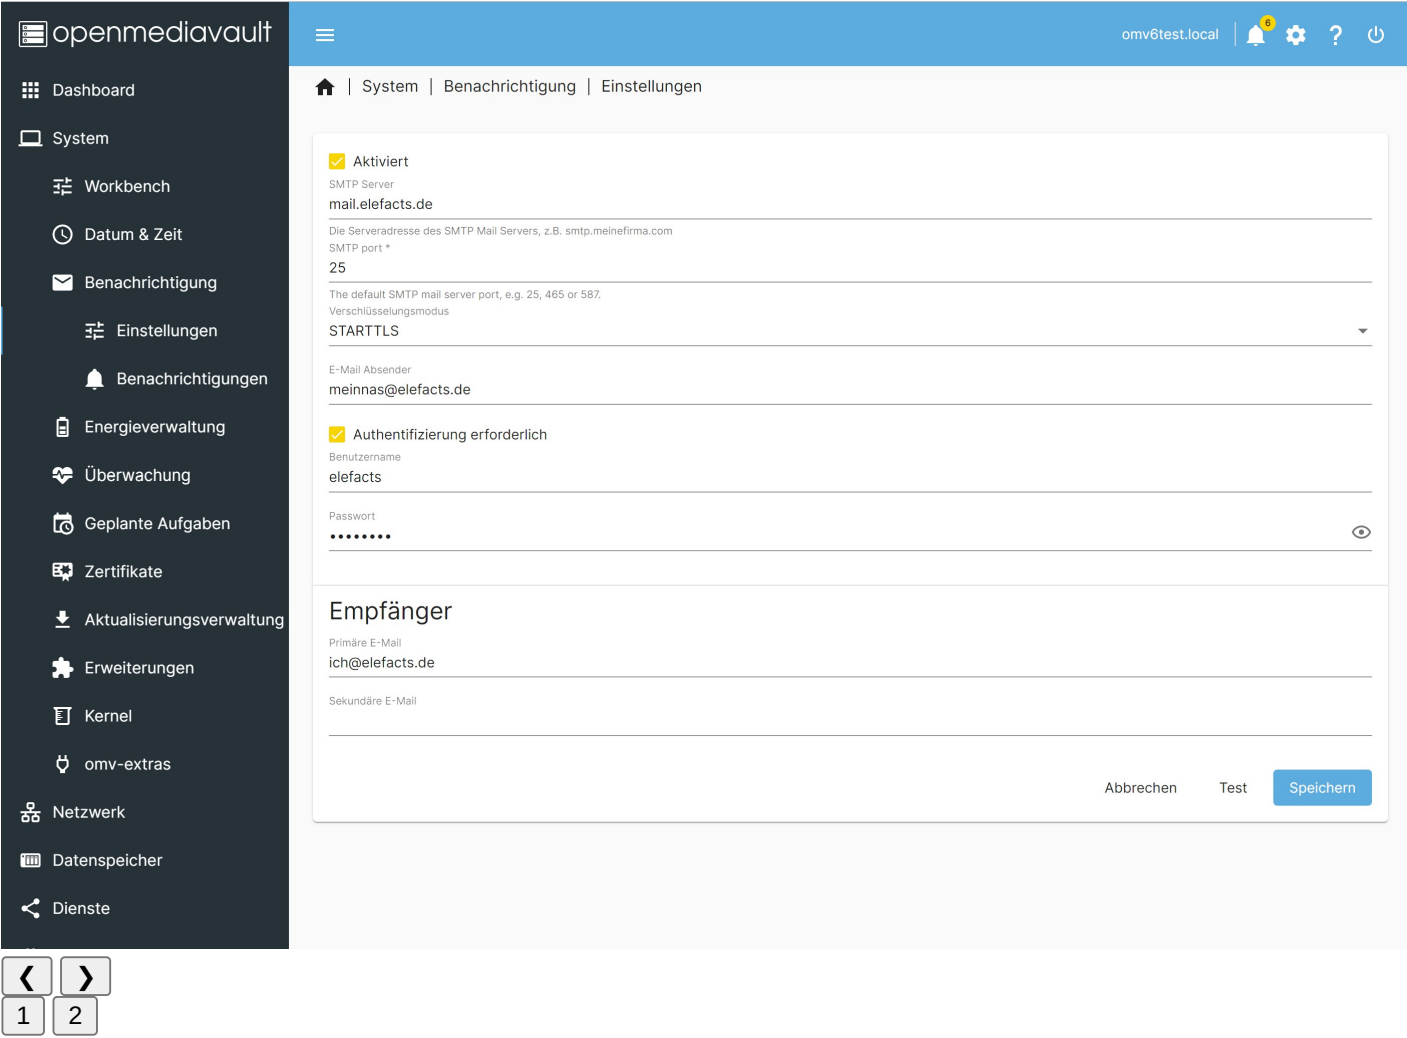 openmediavault
omv6test.local
6
?
Dashboard
System
Workbench
Datum & Zeit
Benachrichtigung
Einstellungen
Benachrichtigungen
Energieverwaltung
Überwachung
Geplante Aufgaben
Zertifikate
Aktualisierungsverwaltung
Erweiterungen
Kernel
omv-extras
Netzwerk
Datenspeicher
Dienste
| System | Benachrichtigung | Einstellungen
Aktiviert
SMTP Server
mail.elefacts.de
Die Serveradresse des SMTP Mail Servers, z.B. smtp.meinefirma.com
SMTP port *
25
The default SMTP mail server port, e.g. 25, 465 or 587.
Verschlüsselungsmodus
STARTTLS
E-Mail Absender
meinnas@elefacts.de
Authentifizierung erforderlich
Benutzername
elefacts
Passwort
••••••••
Empfänger
Primäre E-Mail
ich@elefacts.de
Sekundäre E-Mail
Abbrechen Test Speichern
❮ ❯
1 2